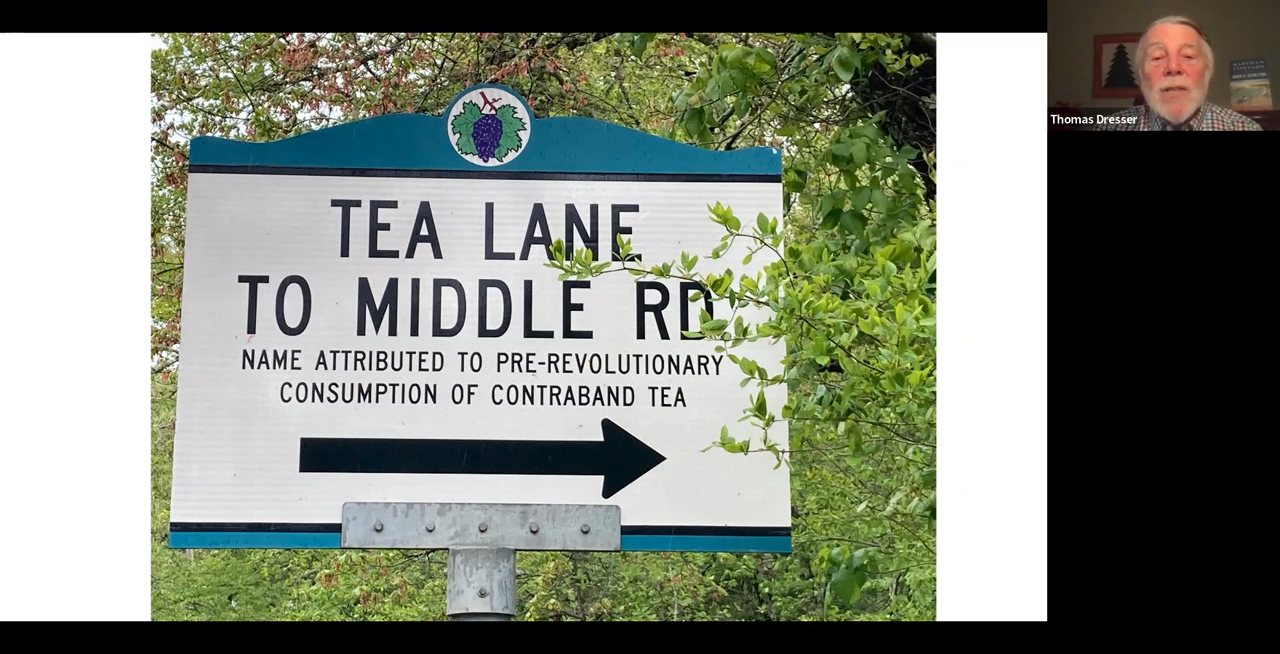 TEA LANE
TO MIDDLE RD
NAME ATTRIBUTED TO PRE-REVOLUTIONARY
CONSUMPTION OF CONTRABAND TEA
Thomas Dresser